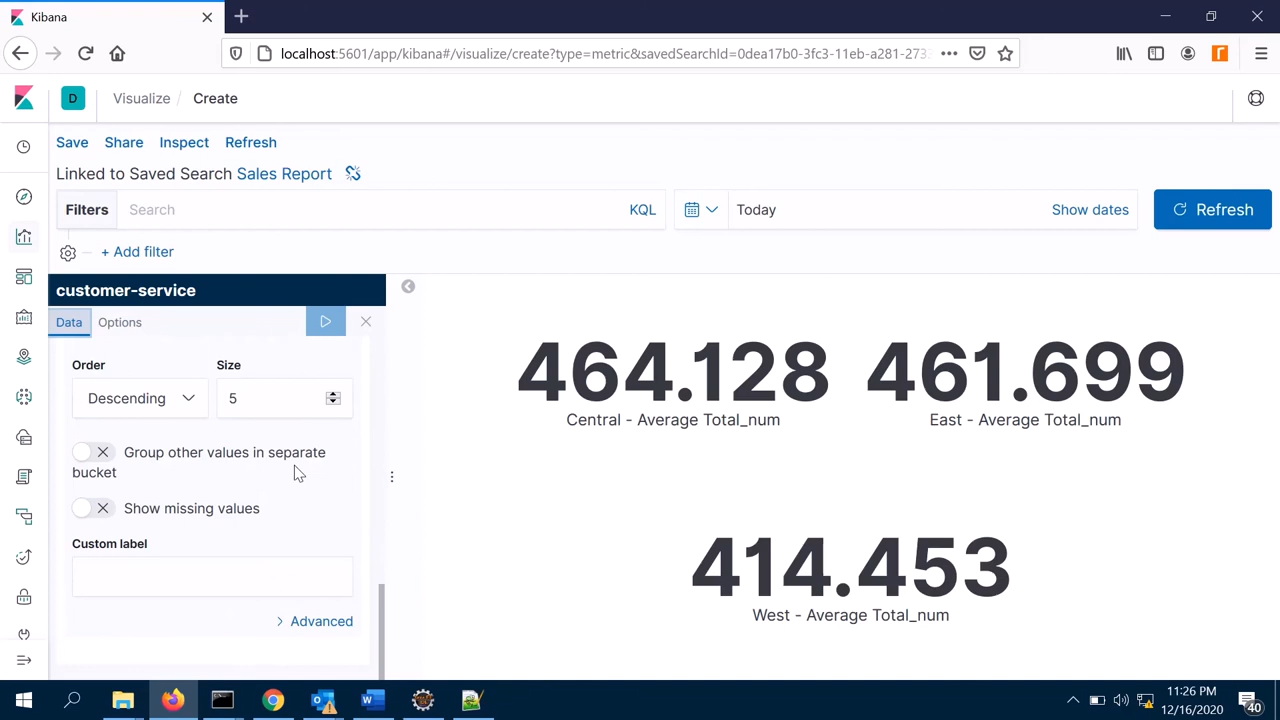 Kibana
localhost:5601/app/kibana#/visualize/create?type=metric&savedSearchId=0dea17b0-3fc3-11eb-a281-273
D
Visualize / Create
Save Share Inspect Refresh
Linked to Saved Search Sales Report
Filters Search KQL Today Show dates Refresh
+ Add filter
customer-service
Data Options
Order Size
Descending 5
Group other values in separate
bucket
Show missing values
Custom label
Advanced
464.128 461.699
Central - Average Total_num East - Average Total_num
414.453
West - Average Total_num
11:26 PM
12/16/2020
40